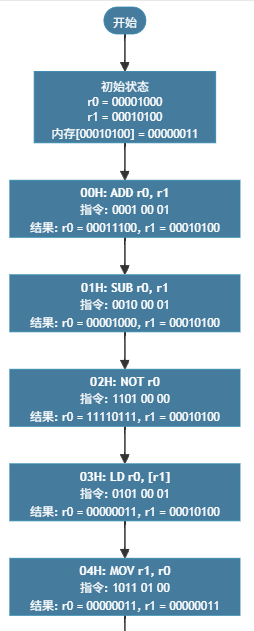 开始
初始状态
r0 = 00001000
r1 = 00010100
内存[00010100] = 00000011
00H: ADD r0, r1
指令: 0001 00 01
结果: r0 = 00011100, r1 = 00010100
01H: SUB r0, r1
指令: 0010 00 01
结果: r0 = 00001000, r1 = 00010100
02H: NOT r0
指令: 1101 00 00
结果: r0 = 11110111, r1 = 00010100
03H: LD r0, [r1]
指令: 0101 00 01
结果: r0 = 00000011, r1 = 00010100
04H: MOV r1, r0
指令: 1011 01 00
结果: r0 = 00000011, r1 = 00000011